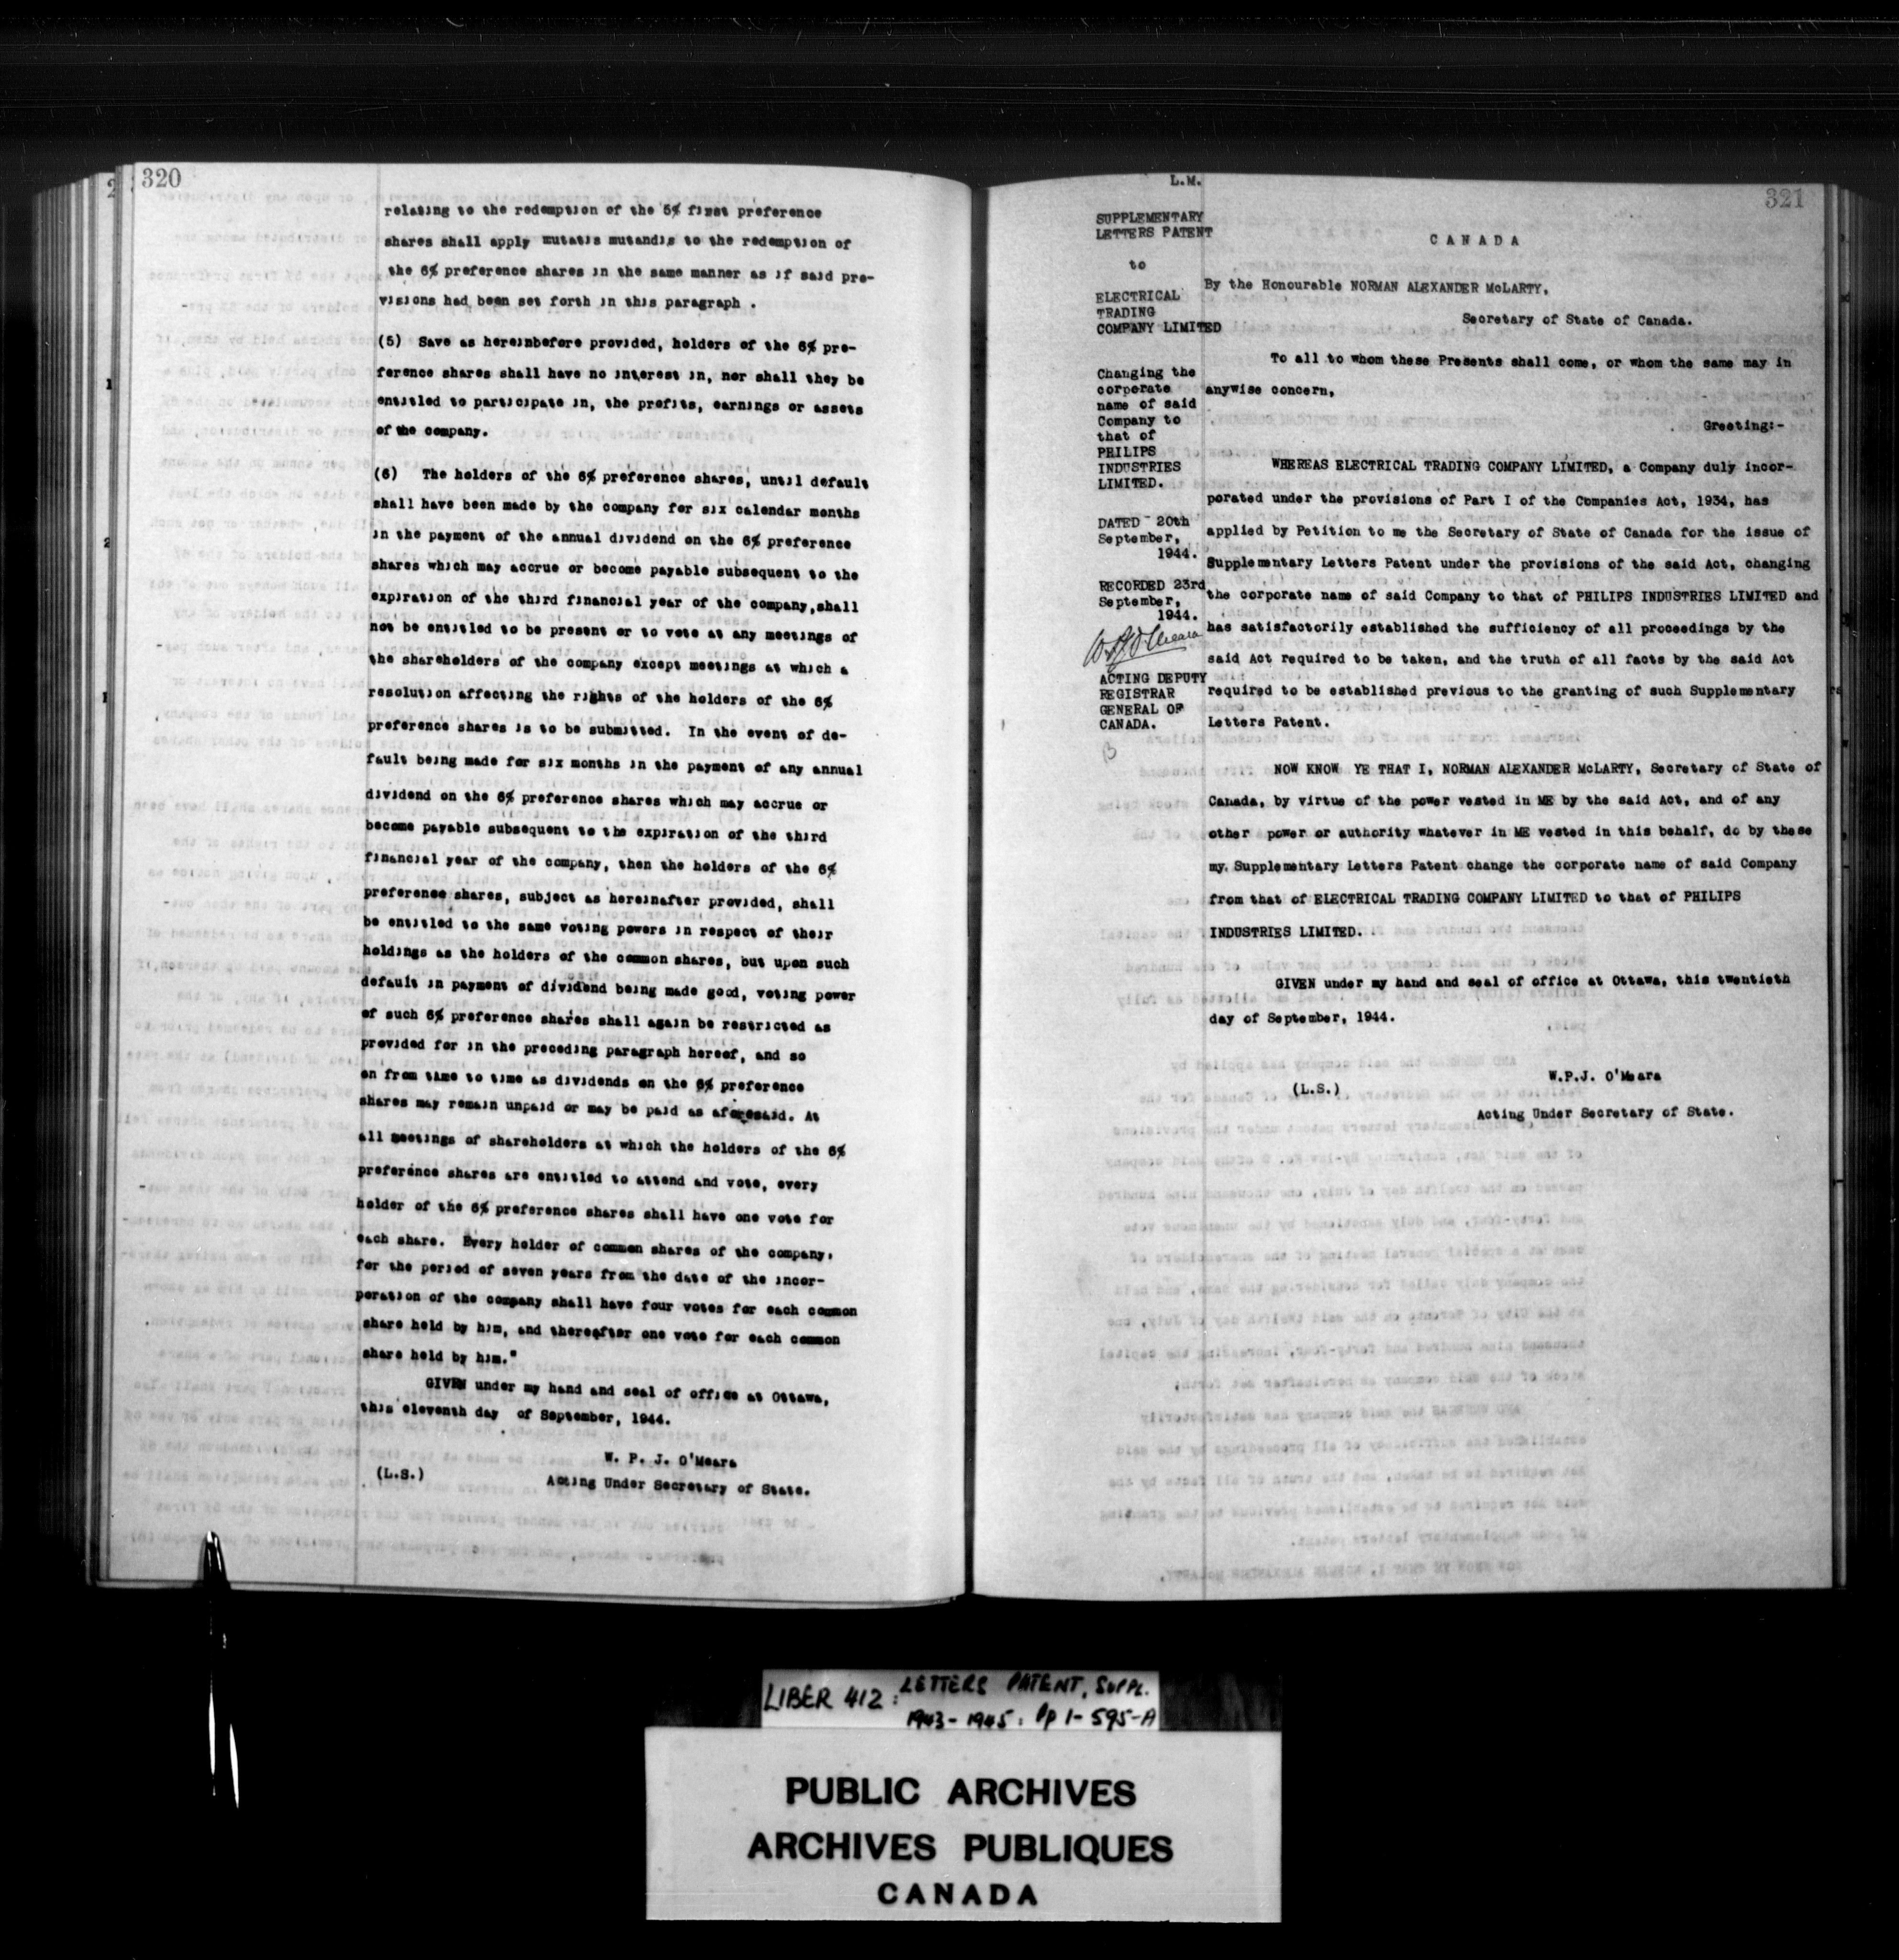 320
relating to the redemption of the 5% first preference
shares shall apply mutatis mutandis to the redemption of
the 6% preference shares in the same manner as if said pro-
visions had been set forth in this paragraph .
(5) Save as hereinbefore provided, holders of the 6% pre-
ference shares shall have no interest in, nor shall they be
entitled to participate in, the profits, earnings or assets
of the company.
(6) The holders of the 6% preference shares, until default
shall have been made by the company for six calendar months
in the payment of the annual dividend on the 6% preference
shares which may accrue or become payable subsequent to the
expiration of the third financial year of the company, shall
not be entitled to be present or to vote at any meetings of
the shareholders of the company except meetings at which a
resolution affecting the rights of the holders of the 6%
preference shares is to be submitted. In the event of de-
fault being made for six months in the payment of any annual
dividend on the 6% preference shares which may accrue or
become payable subsequent to the expiration of the third
financial year of the company, then the holders of the 6%
preference shares, subject as hereinafter provided, shall
be entitled to the same voting powers in respect of their
holdings as the holders of the common shares, but upon such
default in payment of dividend being made good, voting power
of such 6% preference shares shall again be restricted as
provided for in the preceding paragraph hereof, and so
on from time to time as dividends on the 6% preference
shares may remain unpaid or may be paid as aforesaid. At
all meetings of shareholders at which the holders of the 6%
preference shares are entitled to attend and vote, every
holder of the 6% preference shares shall have one vote for
each share. Every holder of common shares of the company,
for the period of seven years from the date of the incor-
poration of the company shall have four votes for each common
share held by him, and thereafter one vote for each common
share held by him."
GIVEN under my hand and seal of office at Ottawa,
this eleventh day of September, 1944.
W. P. J. O'Meara
(L.S.) Acting Under Secretary of State.
L.M.
321
SUPPLEMENTARY
LETTERS PATENT
to
ELECTRICAL
TRADING
COMPANY LIMITED
Changing the
corporate
name of said
Company to
that of
PHILIPS
INDUSTRIES
LIMITED.
DATED 20th
September,
1944.
RECORDED 23rd
September,
1944.
ACTING DEPUTY
REGISTRAR
GENERAL OF
CANADA.
CANADA
By the Honourable NORMAN ALEXANDER McLARTY,
Secretary of State of Canada.
To all to whom these Presents shall come, or whom the same may in
anywise concern,
Greeting:-
WHEREAS ELECTRICAL TRADING COMPANY LIMITED, a Company duly incor-
porated under the provisions of Part I of the Companies Act, 1934, has
applied by Petition to me the Secretary of State of Canada for the issue of
Supplementary Letters Patent under the provisions of the said Act, changing
the corporate name of said Company to that of PHILIPS INDUSTRIES LIMITED and
has satisfactorily established the sufficiency of all proceedings by the
said Act required to be taken, and the truth of all facts by the said Act
required to be established previous to the granting of such Supplementary
Letters Patent.
NOW KNOW YE THAT I, NORMAN ALEXANDER McLARTY, Secretary of State of
Canada, by virtue of the power vested in ME by the said Act, and of any
other power or authority whatever in ME vested in this behalf, do by these
my Supplementary Letters Patent change the corporate name of said Company
from that of ELECTRICAL TRADING COMPANY LIMITED to that of PHILIPS
INDUSTRIES LIMITED.
GIVEN under my hand and seal of office at Ottawa, this twentieth
day of September, 1944.
W.P.J. O'Meara
(L.S.)
Acting Under Secretary of State.
LIBER 412: LETTERS PATENT, SUPPL.
1943-1945: Pp 1-595-A
PUBLIC ARCHIVES
ARCHIVES PUBLIQUES
CANADA